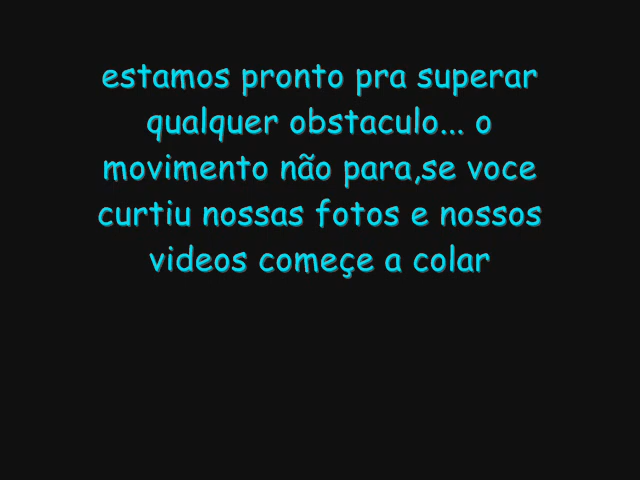 estamos pronto pra superar
qualquer obstaculo... o
movimento não para,se voce
curtiu nossas fotos e nossos
videos começe a colar